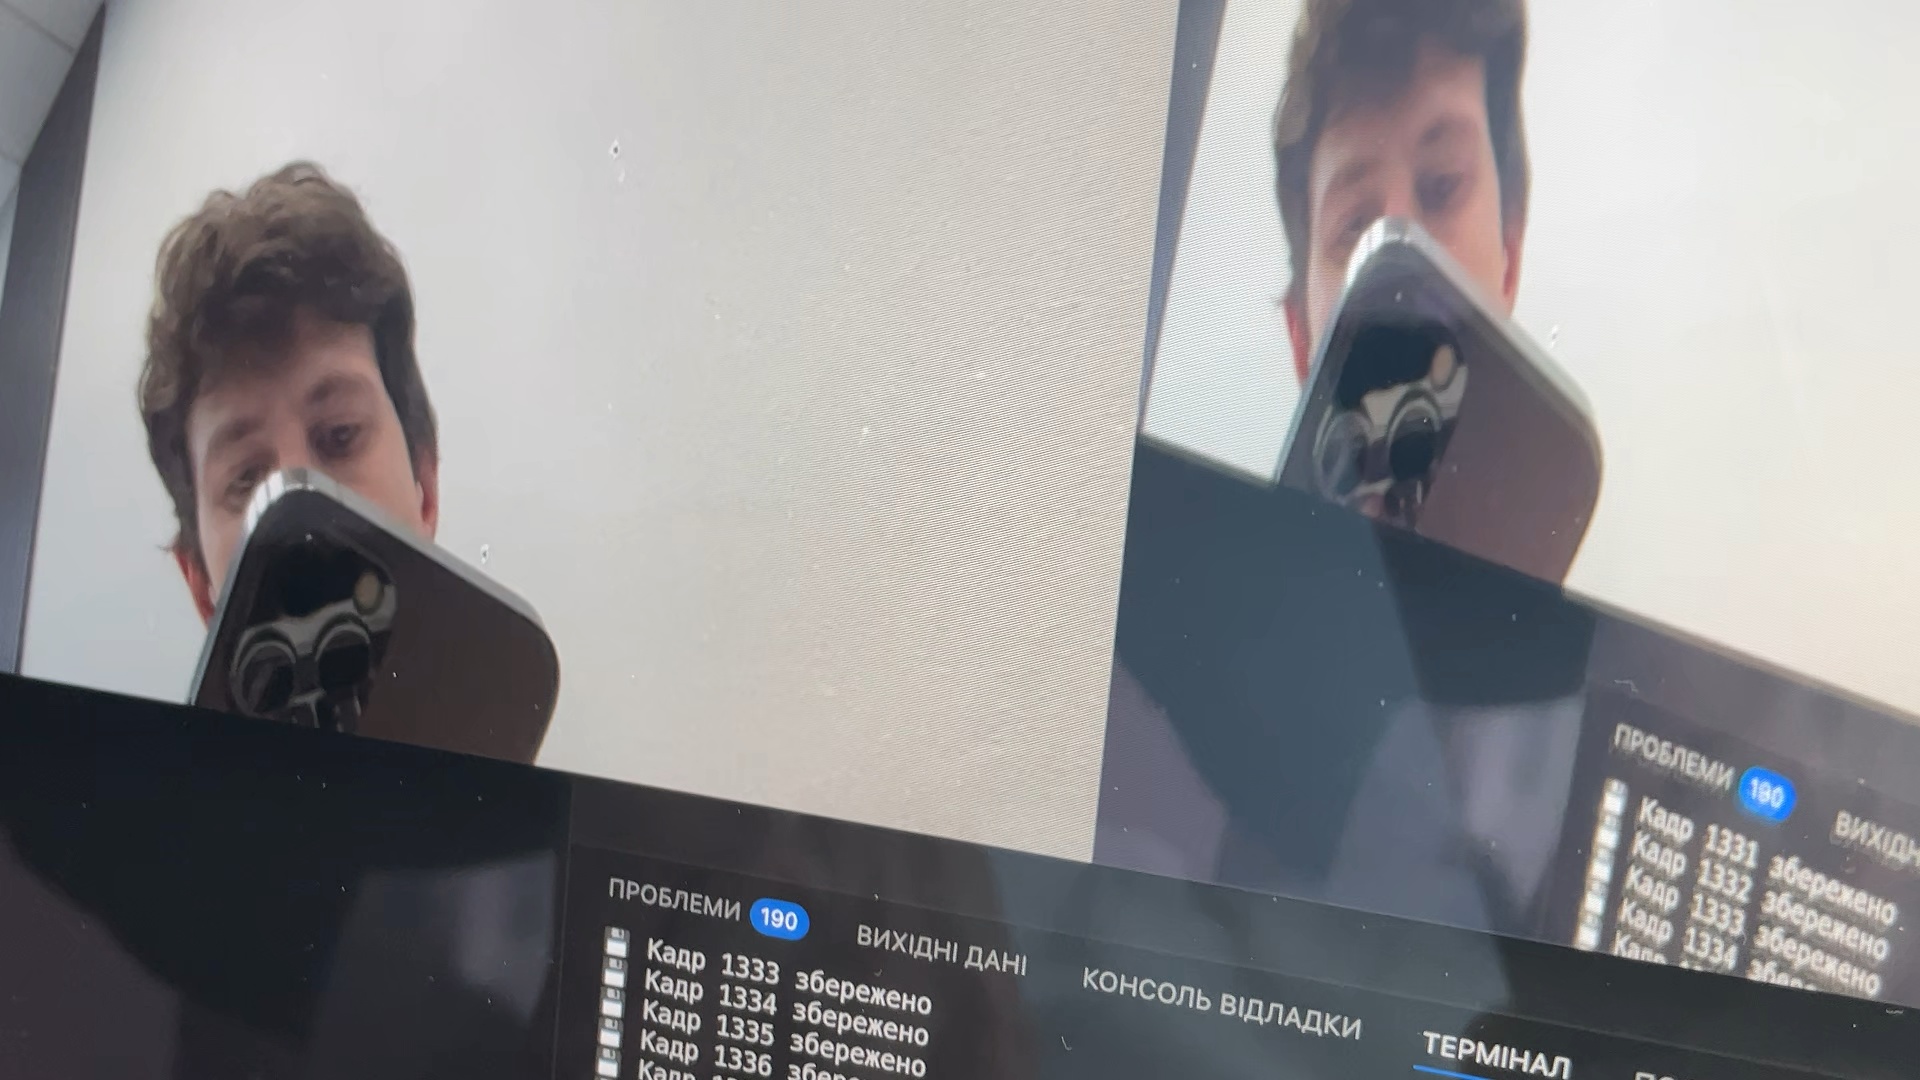 ПРОБЛЕМИ 190 ВИХІДНІ ДАНІ КОНСОЛЬ ВІДЛАДКИ ТЕРМІНАЛ
Кадр 1333 збережено
Кадр 1334 збережено
Кадр 1335 збережено
Кадр 1336
Кадр
ПРОБЛЕМИ 190
Кадр 1331 збережено
Кадр 1332 збережено
Кадр 1333 збережено
Кадр 1334